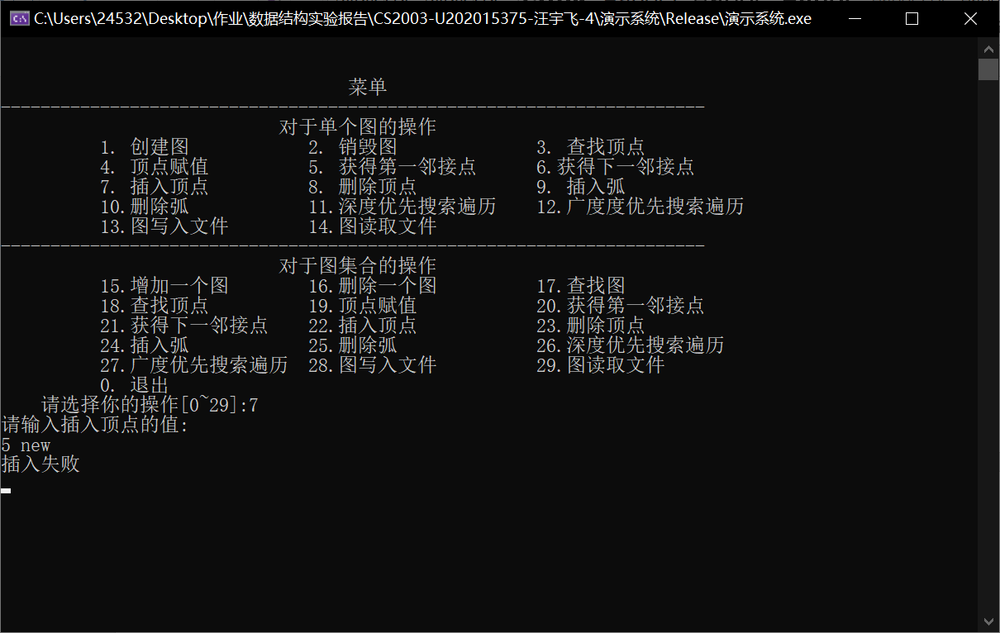 C:\Users\24532\Desktop\作业\数据结构实验报告\CS2003-U202015375-汪宇飞-4\演示系统\Release\演示系统.exe
菜单
-----------------------------------------------------------------------
对于单个图的操作
1. 创建图 2. 销毁图 3. 查找顶点
4. 顶点赋值 5. 获得第一邻接点 6.获得下一邻接点
7. 插入顶点 8. 删除顶点 9. 插入弧
10.删除弧 11.深度优先搜索遍历 12.广度度优先搜索遍历
13.图写入文件 14.图读取文件
-----------------------------------------------------------------------
对于图集合的操作
15.增加一个图 16.删除一个图 17.查找图
18.查找顶点 19.顶点赋值 20.获得第一邻接点
21.获得下一邻接点 22.插入顶点 23.删除顶点
24.插入弧 25.删除弧 26.深度优先搜索遍历
27.广度优先搜索遍历 28.图写入文件 29.图读取文件
0. 退出
请选择你的操作[0~29]:7
请输入插入顶点的值:
5 new
插入失败